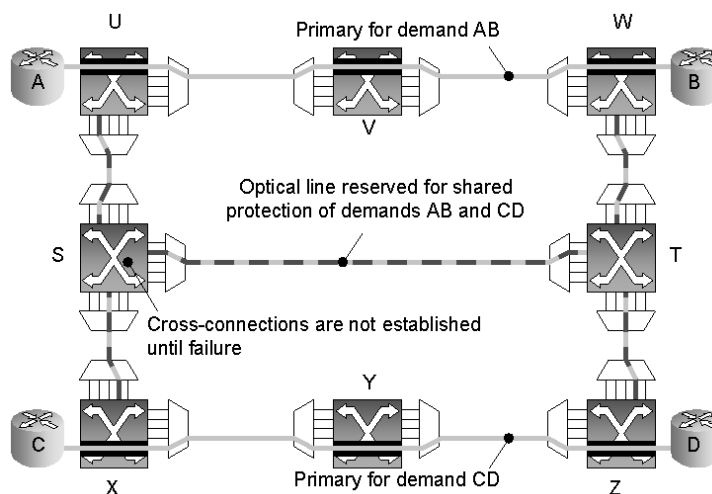 U
Primary for demand AB
W
A
B
V
Optical line reserved for shared
protection of demands AB and CD
S
T
Cross-connections are not established
until failure
Y
C
D
Primary for demand CD
X
Z